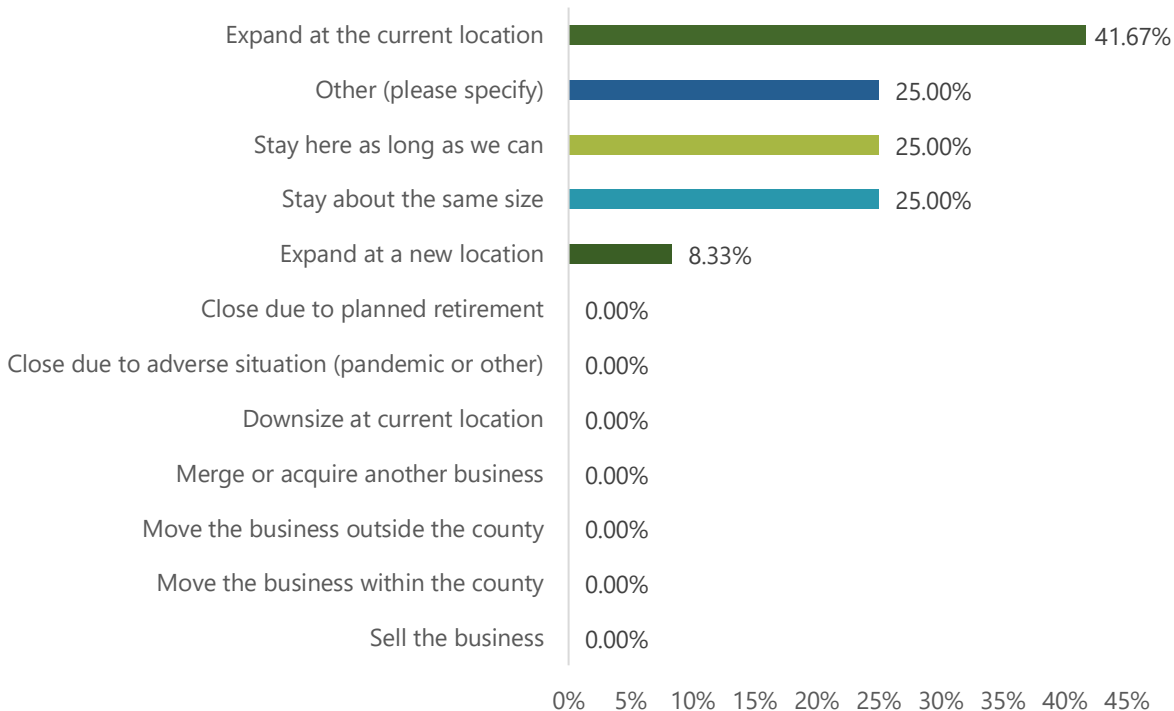 Expand at the current location 41.67%
Other (please specify) 25.00%
Stay here as long as we can 25.00%
Stay about the same size 25.00%
Expand at a new location 8.33%
Close due to planned retirement 0.00%
Close due to adverse situation (pandemic or other) 0.00%
Downsize at current location 0.00%
Merge or acquire another business 0.00%
Move the business outside the county 0.00%
Move the business within the county 0.00%
Sell the business 0.00%
0% 5% 10% 15% 20% 25% 30% 35% 40% 45%